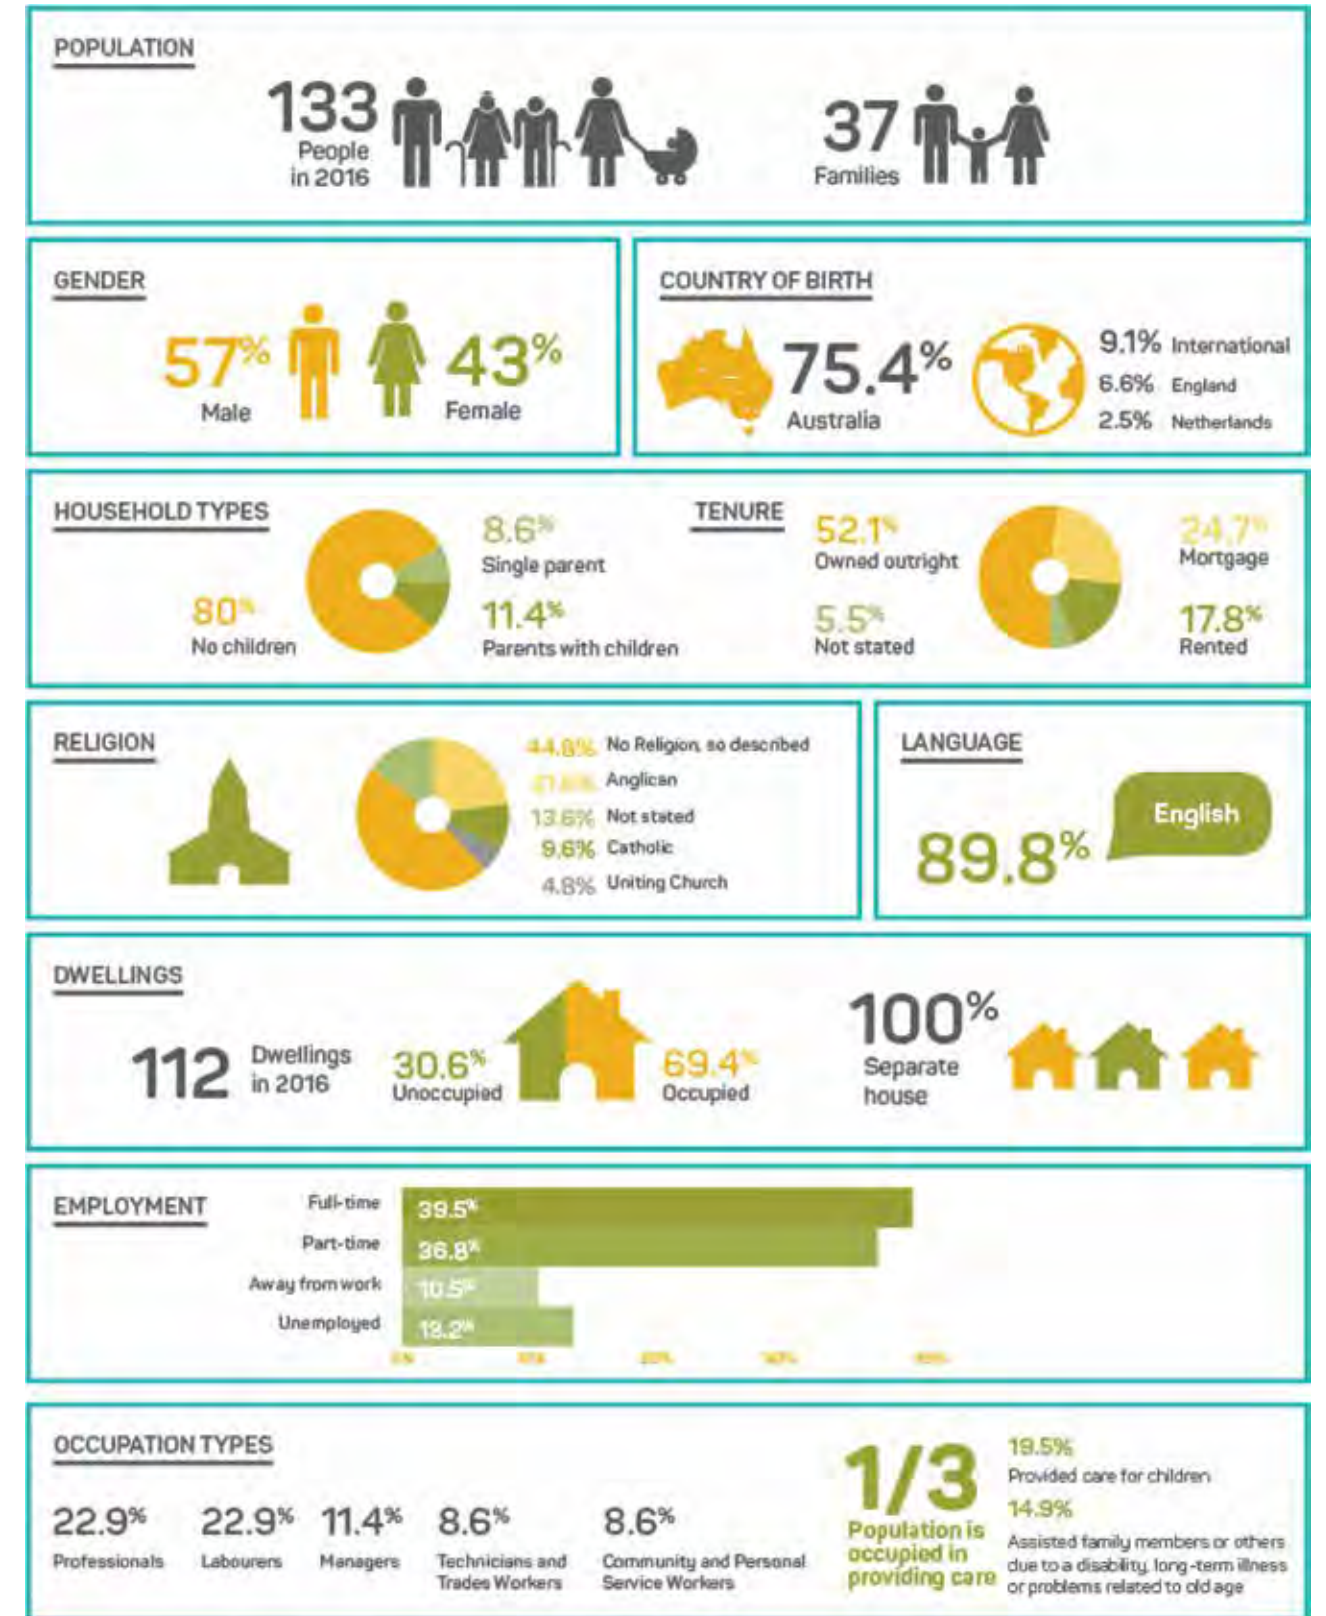 POPULATION
133
People
in 2016
37
Families
GENDER
57%
Male
43%
Female
COUNTRY OF BIRTH
75.4%
Australia
9.1% International
6.6% England
2.5% Netherlands
HOUSEHOLD TYPES
80%
No children
8.6%
Single parent
11.4%
Parents with children
TENURE
52.1%
Owned outright
5.5%
Not stated
24.7%
Mortgage
17.8%
Rented
RELIGION
44.8% No Religion, so described
Anglican
13.6% Not stated
9.6% Catholic
4.8% Uniting Church
LANGUAGE
89.8%
English
DWELLINGS
112
Dwellings
in 2016
30.6%
Unoccupied
69.4%
Occupied
100%
Separate
house
EMPLOYMENT
Full-time 39.5%
Part-time 36.8%
Away from work 10.5%
Unemployed 13.2%
OCCUPATION TYPES
22.9%
Professionals
22.9%
Labourers
11.4%
Managers
8.6%
Technicians and
Trades Workers
8.6%
Community and Personal
Service Workers
1/3
Population is
occupied in
providing care
19.5%
Provided care for children
14.9%
Assisted family members or others
due to a disability, long-term illness
or problems related to old age